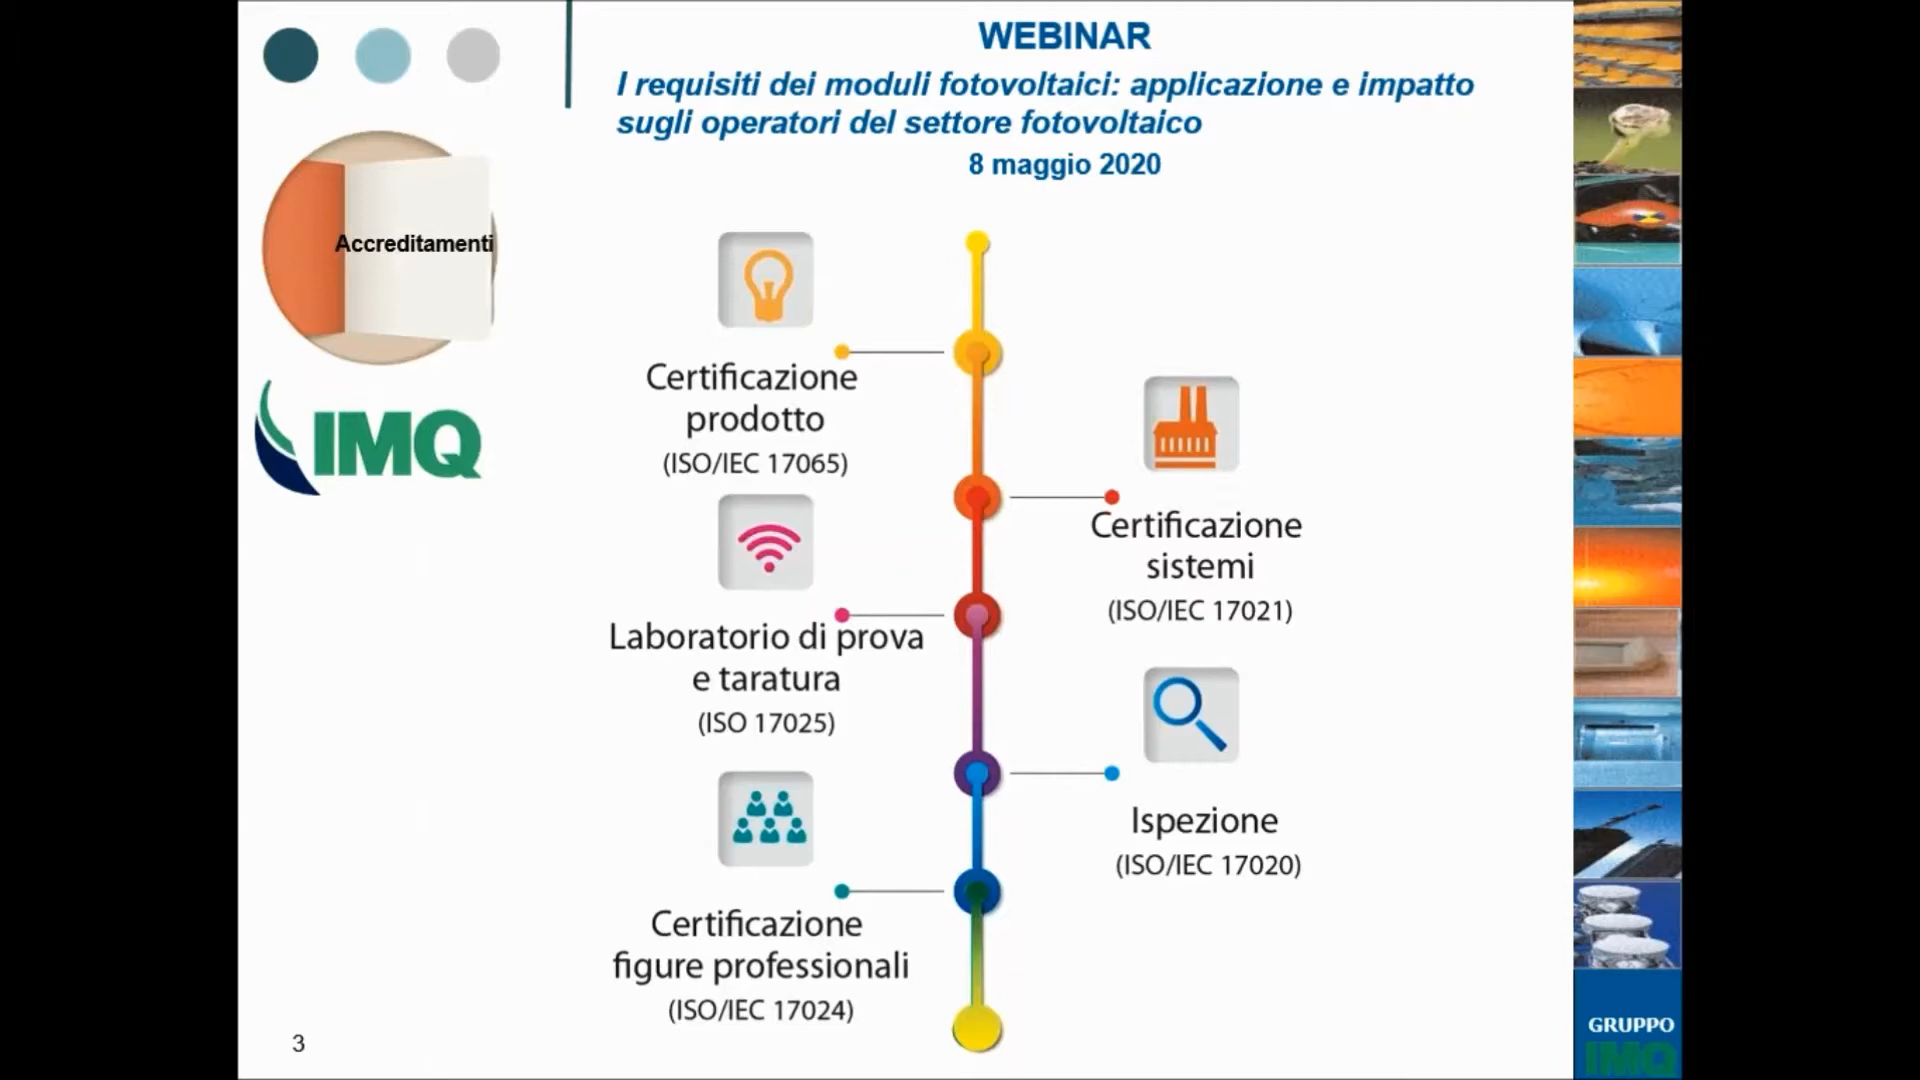 WEBINAR
I requisiti dei moduli fotovoltaici: applicazione e impatto
sugli operatori del settore fotovoltaico
8 maggio 2020
Accreditamenti
IMQ
Certificazione
prodotto
(ISO/IEC 17065)
Certificazione
sistemi
(ISO/IEC 17021)
Laboratorio di prova
e taratura
(ISO 17025)
Ispezione
(ISO/IEC 17020)
Certificazione
figure professionali
(ISO/IEC 17024)
3
GRUPPO
IMQ